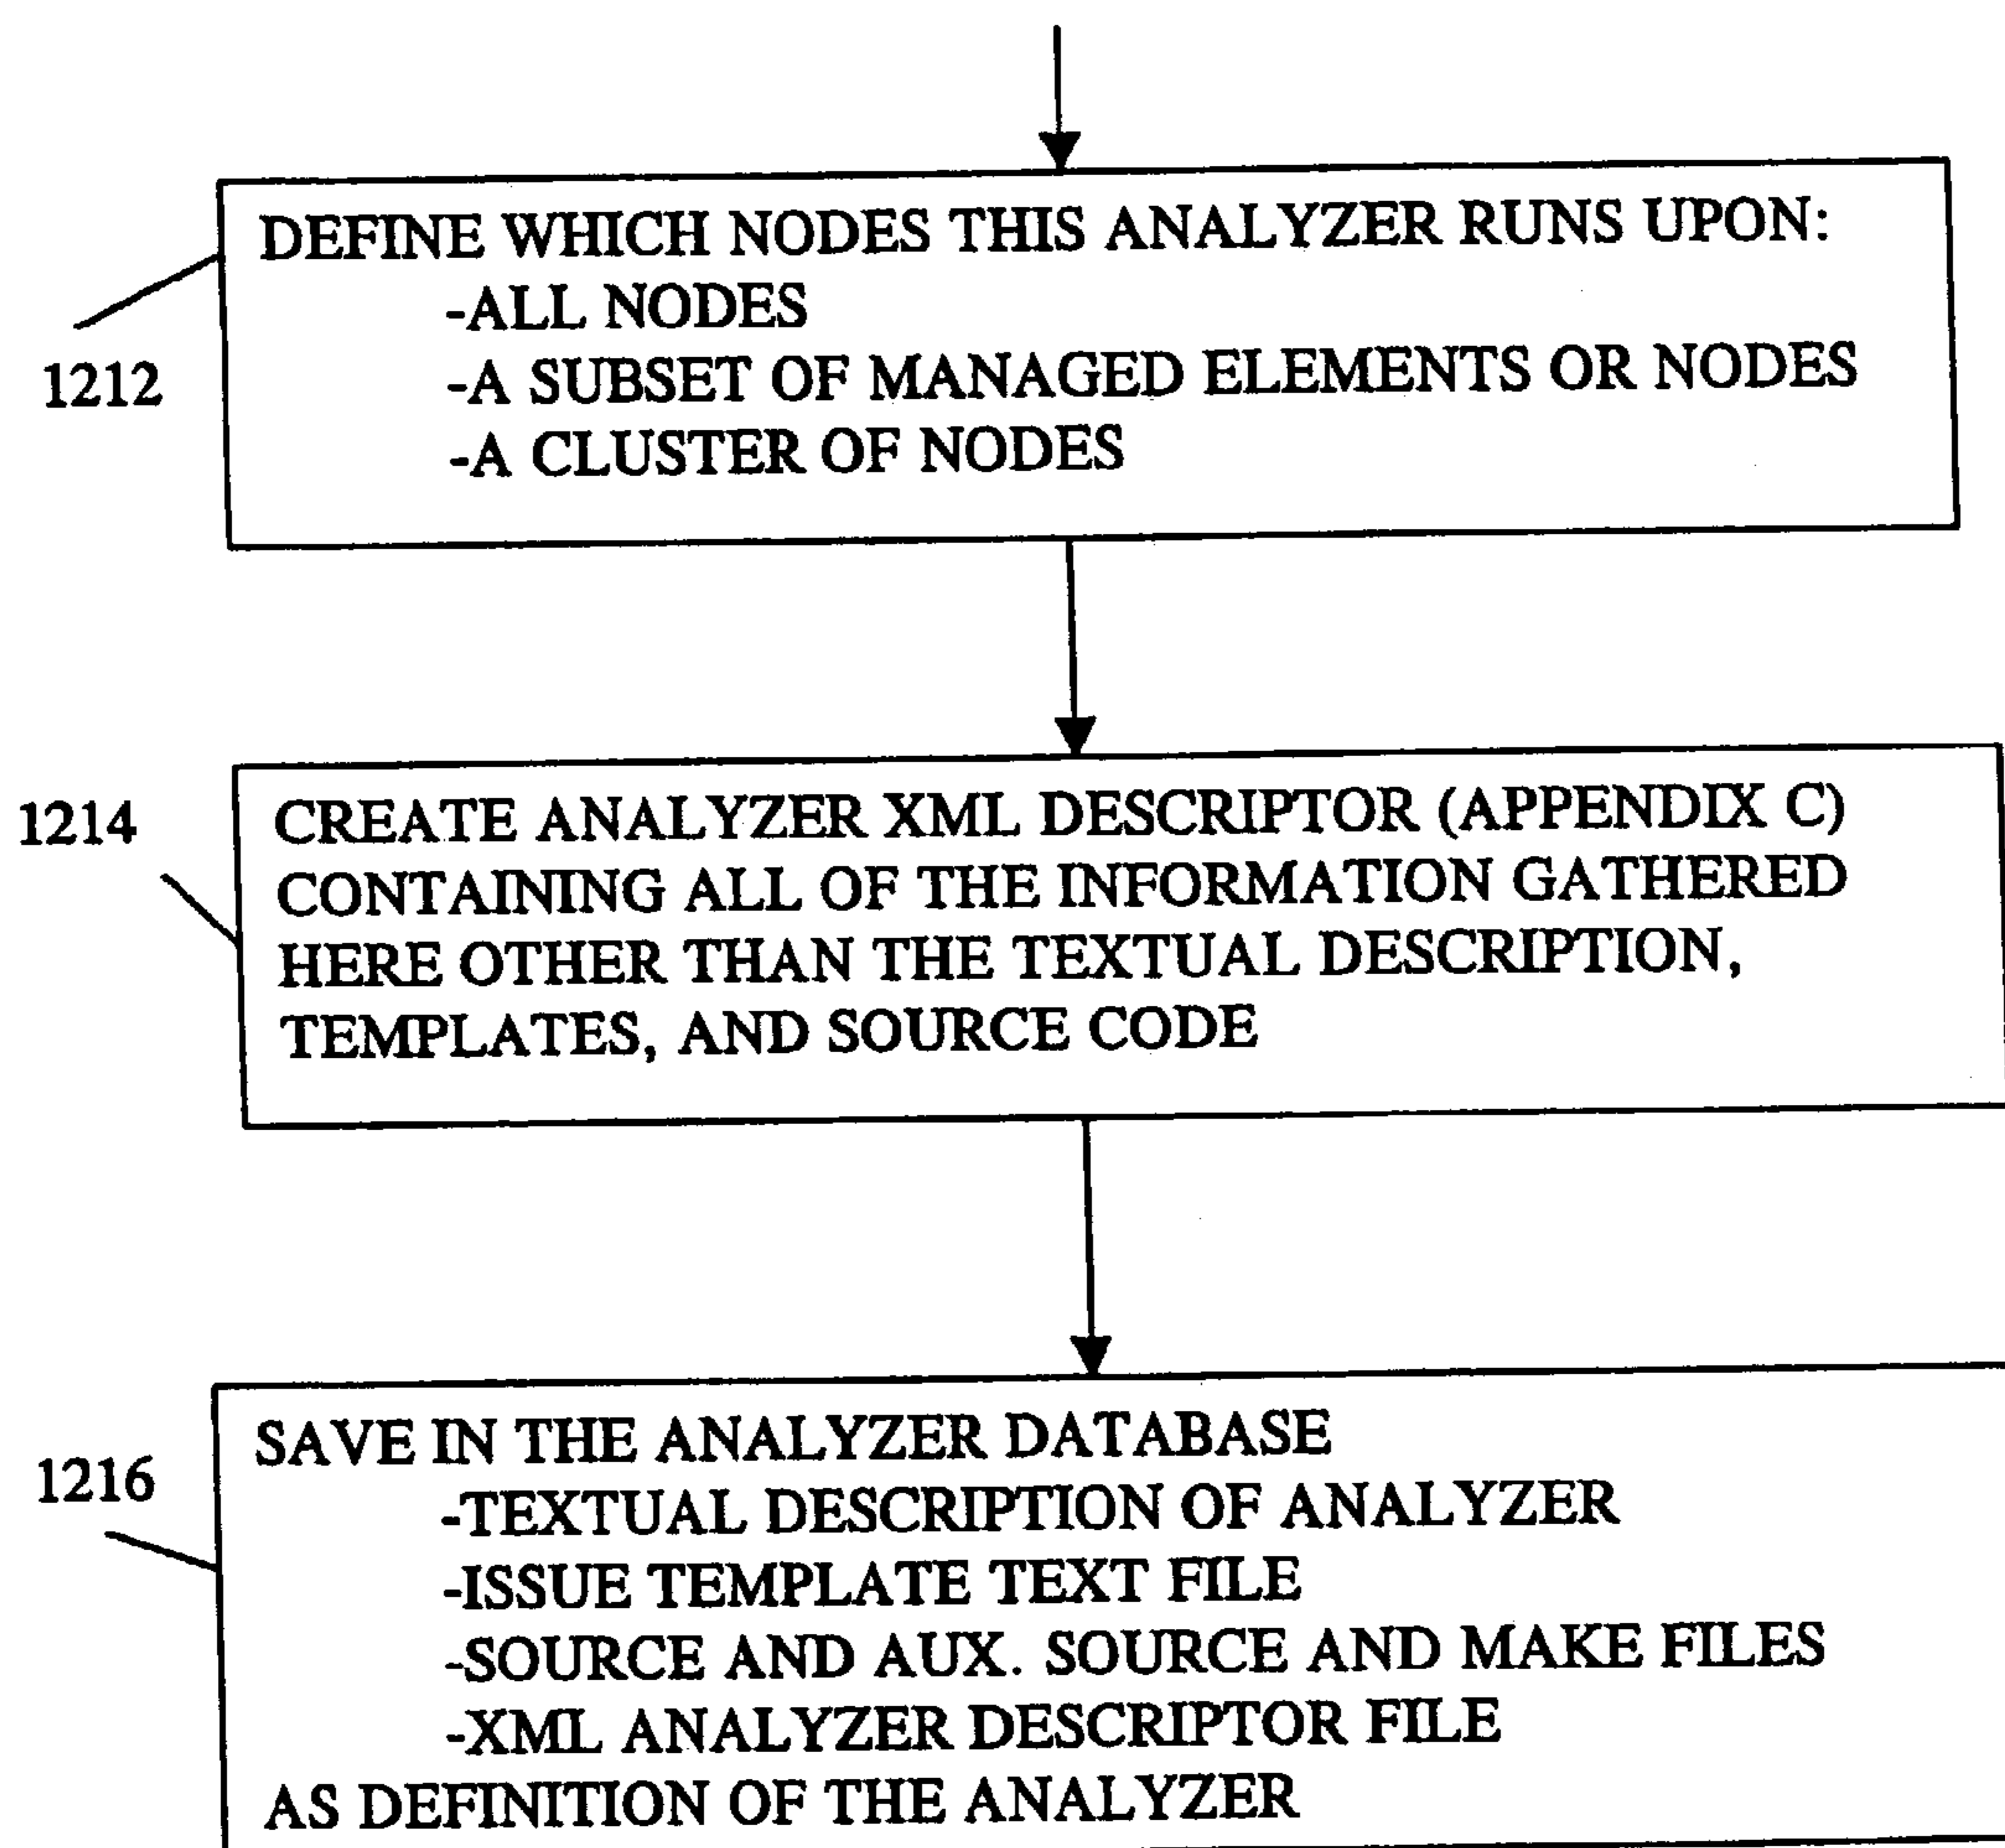 DEFINE WHICH NODES THIS ANALYZER RUNS UPON:
-ALL NODES
-A SUBSET OF MANAGED ELEMENTS OR NODES
-A CLUSTER OF NODES
1212
1214
CREATE ANALYZER XML DESCRIPTOR (APPENDIX C)
CONTAINING ALL OF THE INFORMATION GATHERED
HERE OTHER THAN THE TEXTUAL DESCRIPTION,
TEMPLATES, AND SOURCE CODE
1216
SAVE IN THE ANALYZER DATABASE
-TEXTUAL DESCRIPTION OF ANALYZER
-ISSUE TEMPLATE TEXT FILE
-SOURCE AND AUX. SOURCE AND MAKE FILES
-XML ANALYZER DESCRIPTOR FILE
AS DEFINITION OF THE ANALYZER